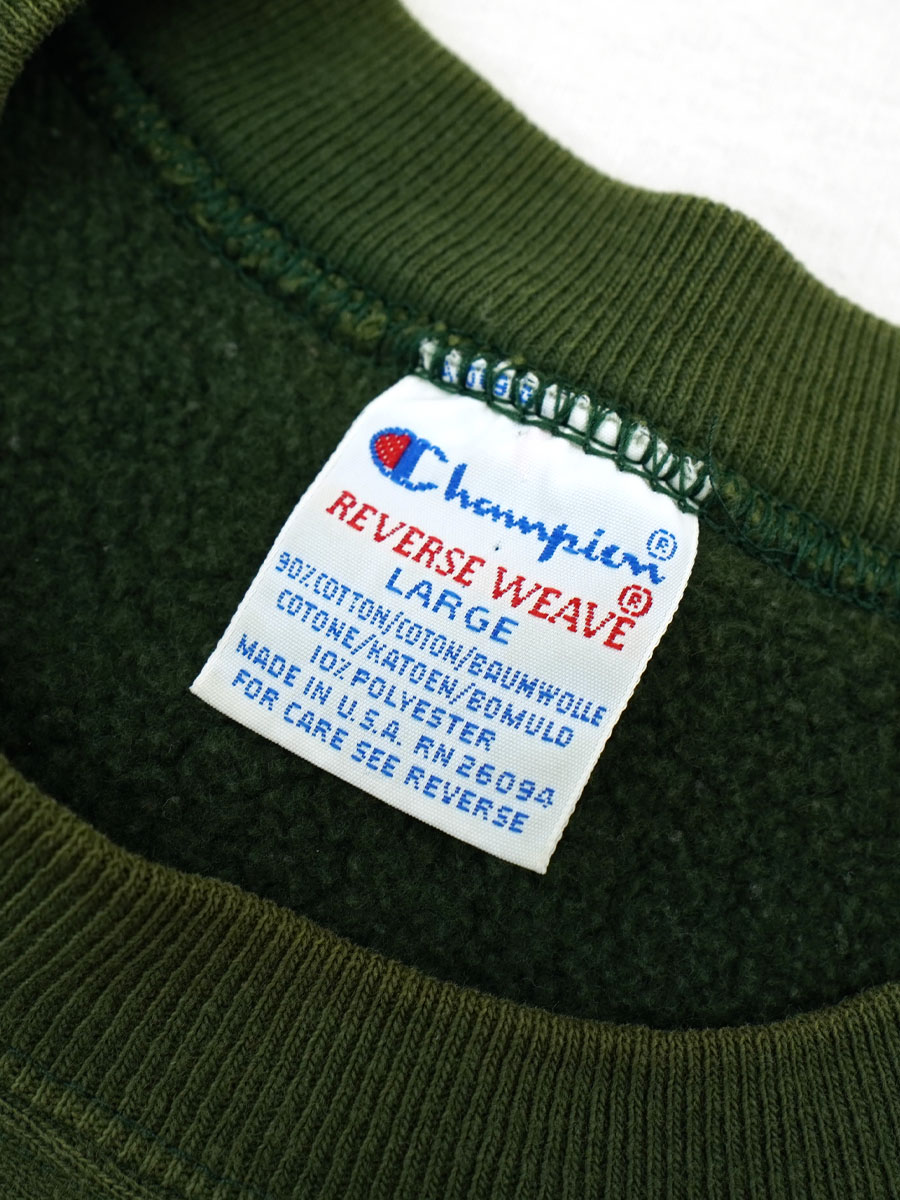 Champion®
REVERSE WEAVE®
LARGE
90% COTTON/COTON/BAUMWOLLE
COTONE/KATOEN/BOMULD
10% POLYESTER
MADE IN U.S.A. RN 26094
FOR CARE SEE REVERSE